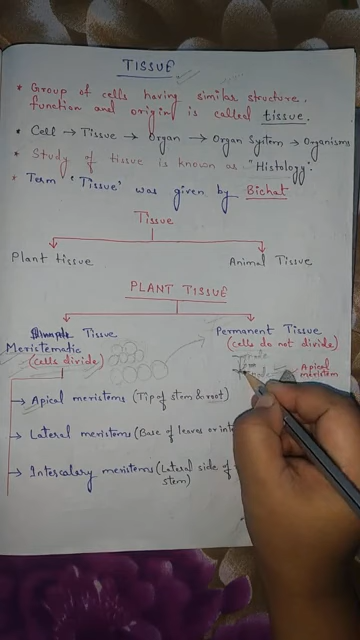 TISSUE
* Group of cells having similar structure,
function and origin is called tissue.
* Cell → Tissue → Organ → Organ System → Organisms
* Study of tissue is known as "Histology".
* Term 'Tissue' was given by Bichat
Tissue
Plant tissue
Animal Tissue
PLANT TISSUE
Tissue
Meristematic
(cells divide)
Permanent Tissue
(cells do not divide)
Apical
meristem
→ Apical meristems (Tip of stem & root)
→ Lateral meristems (Base of leaves or
→ Intercalary meristems (Lateral side of
stem)